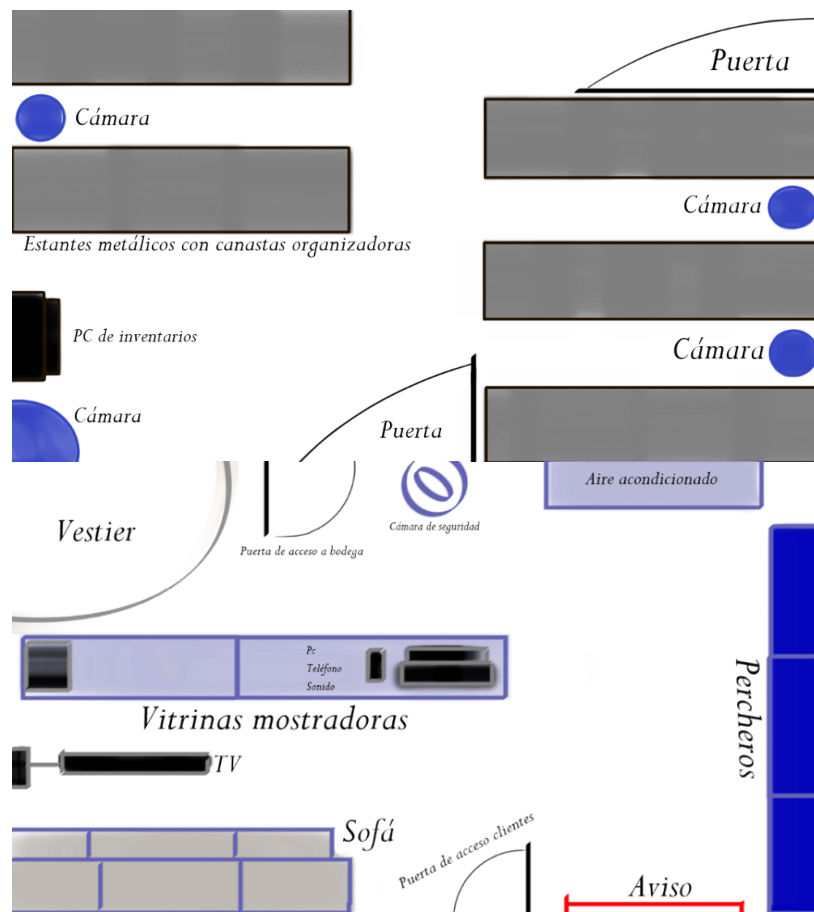 Puerta
Cámara
Cámara
Estantes metálicos con canastas organizadoras
PC de inventarios
Cámara
Cámara
Puerta
Aire acondicionado
Vestier
Cámara de seguridad
Puerta de acceso a bodega
Pc
Teléfono
Sonido
Percheros
Vitrinas mostradoras
TV
Sofá
Puerta de acceso clientes
Aviso